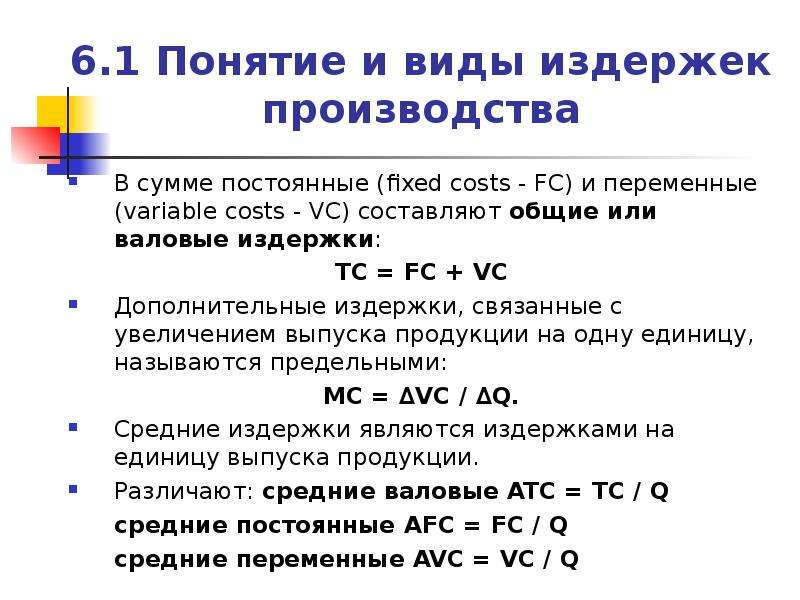 6.1 Понятие и виды издержек
производства
В сумме постоянные (fixed costs - FC) и переменные
(variable costs - VC) составляют общие или
валовые издержки:
TC = FC + VC
Дополнительные издержки, связанные с
увеличением выпуска продукции на одну единицу,
называются предельными:
MC = ΔVC / ΔQ.
Средние издержки являются издержками на
единицу выпуска продукции.
Различают: средние валовые ATC = TC / Q
средние постоянные AFC = FC / Q
средние переменные AVC = VC / Q